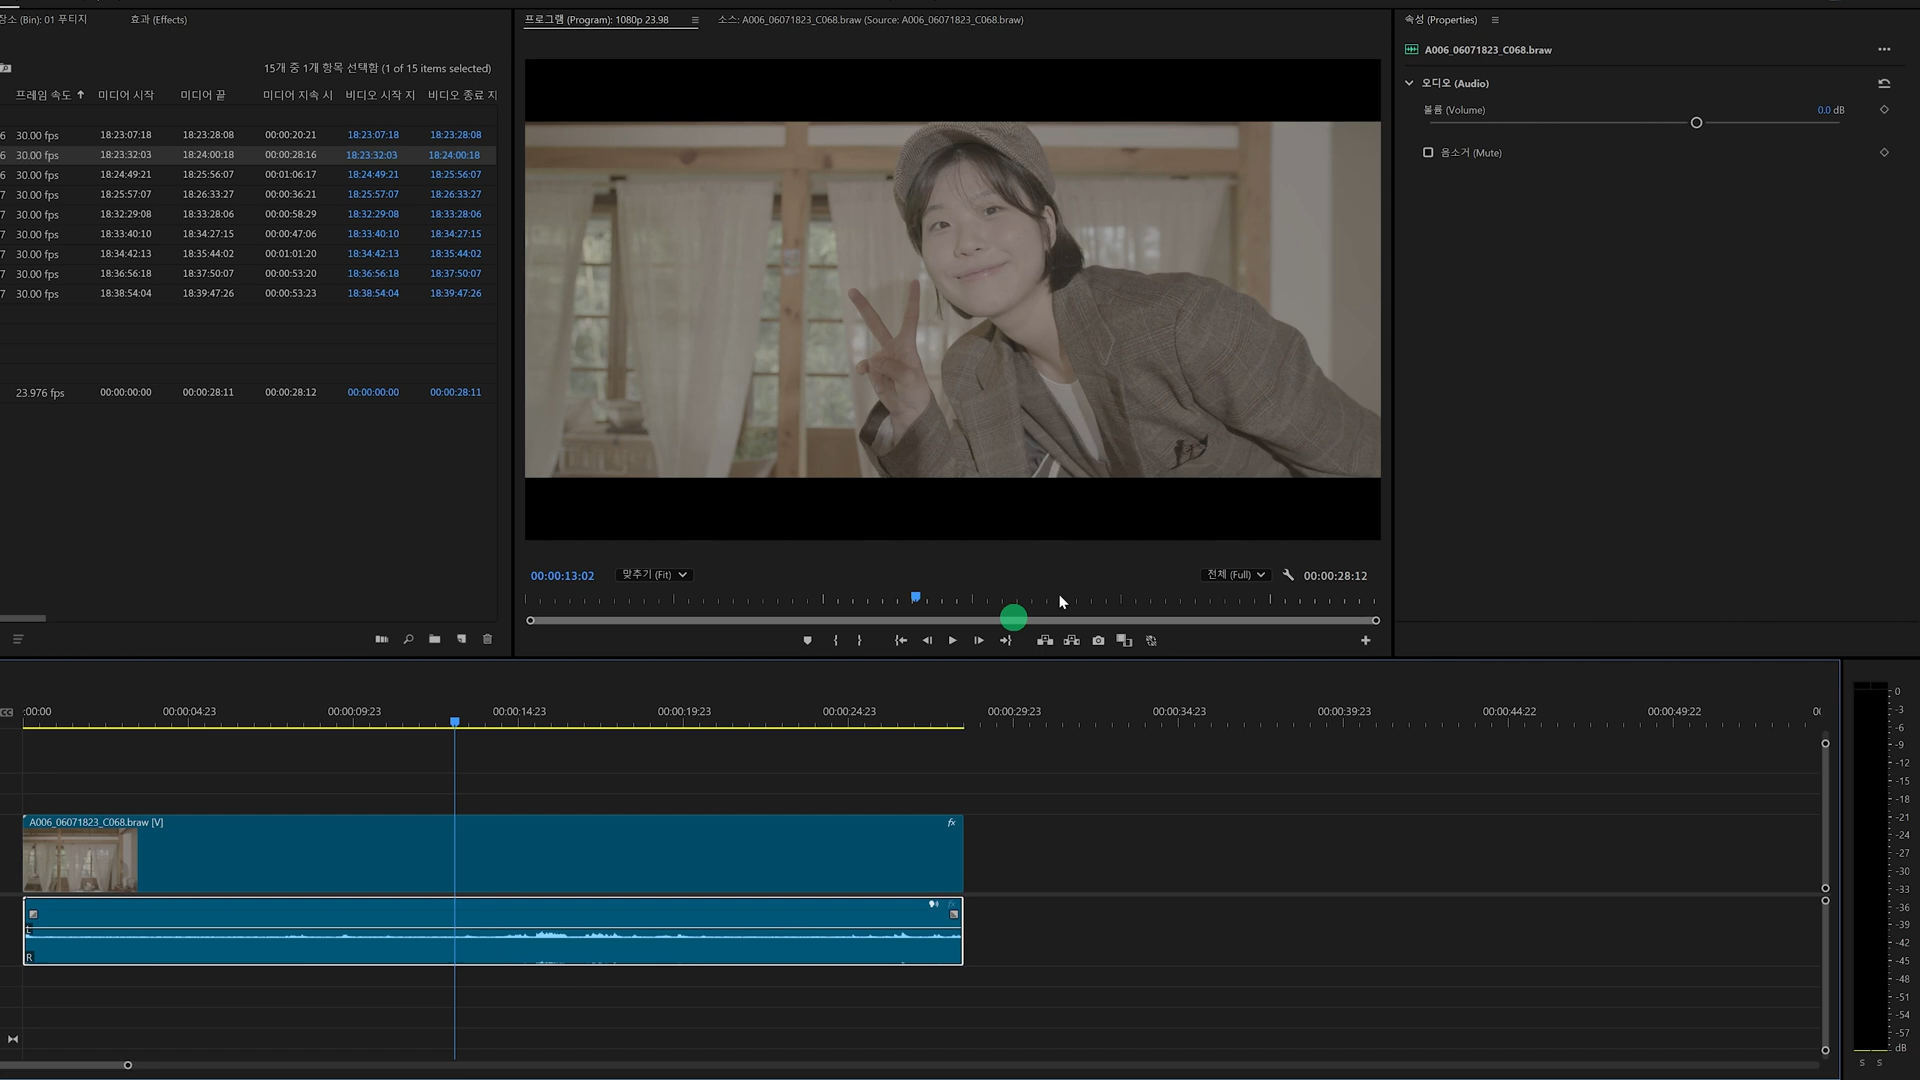 장소 (Bin): 01 푸티지
효과 (Effects)
15개 중 1개 항목 선택함 (1 of 15 items selected)
프레임 속도 미디어 시작 미디어 끝 미디어 지속 시 비디오 시작 지 비디오 종료 지
6 30.00 fps 18:23:07:18 18:23:28:08 00:00:20:21 18:23:07:18 18:23:28:08
6 30.00 fps 18:23:32:03 18:24:00:18 00:00:28:16 18:23:32:03 18:24:00:18
6 30.00 fps 18:24:49:21 18:25:56:07 00:01:06:17 18:24:49:21 18:25:56:07
7 30.00 fps 18:25:57:07 18:26:33:27 00:00:36:21 18:25:57:07 18:26:33:27
7 30.00 fps 18:32:29:08 18:33:28:06 00:00:58:29 18:32:29:08 18:33:28:06
7 30.00 fps 18:33:40:10 18:34:27:15 00:00:47:06 18:33:40:10 18:34:27:15
7 30.00 fps 18:34:42:13 18:35:44:02 00:01:01:20 18:34:42:13 18:35:44:02
7 30.00 fps 18:36:56:18 18:37:50:07 00:00:53:20 18:36:56:18 18:37:50:07
7 30.00 fps 18:38:54:04 18:39:47:26 00:00:53:23 18:38:54:04 18:39:47:26
23.976 fps 00:00:00:00 00:00:28:11 00:00:28:12 00:00:00:00 00:00:28:11
프로그램 (Program): 1080p 23.98
소스: A006_06071823_C068.braw (Source: A006_06071823_C068.braw)
00:00:13:02
맞추기 (Fit)
전체 (Full)
00:00:28:12
속성 (Properties)
A006_06071823_C068.braw
오디오 (Audio)
볼륨 (Volume)
0.0 dB
음소거 (Mute)
CC
:00:00 00:00:04:23 00:00:09:23 00:00:14:23 00:00:19:23 00:00:24:23 00:00:29:23 00:00:34:23 00:00:39:23 00:00:44:22 00:00:49:22
A006_06071823_C068.braw [V]
fx
fx
L
R
0
-3
-6
-9
-12
-15
-18
-21
-24
-27
-30
-33
-36
-39
-42
-45
-48
-51
-54
-57
dB
S S